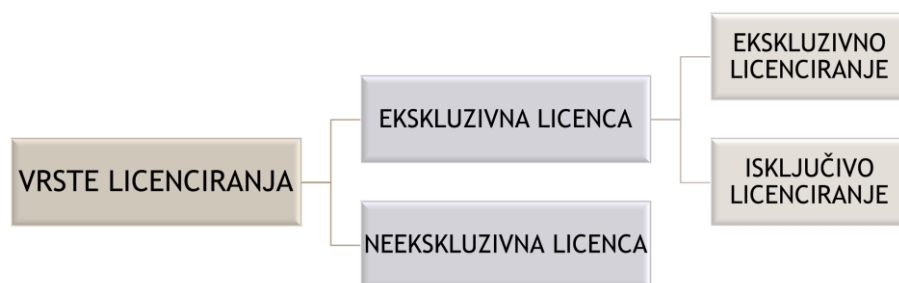 VRSTE LICENCIRANJA
EKSKLUZIVNA LICENCA
EKSKLUZIVNO
LICENCIRANJE
ISKLJUČIVO
LICENCIRANJE
NEEKSKLUZIVNA LICENCA